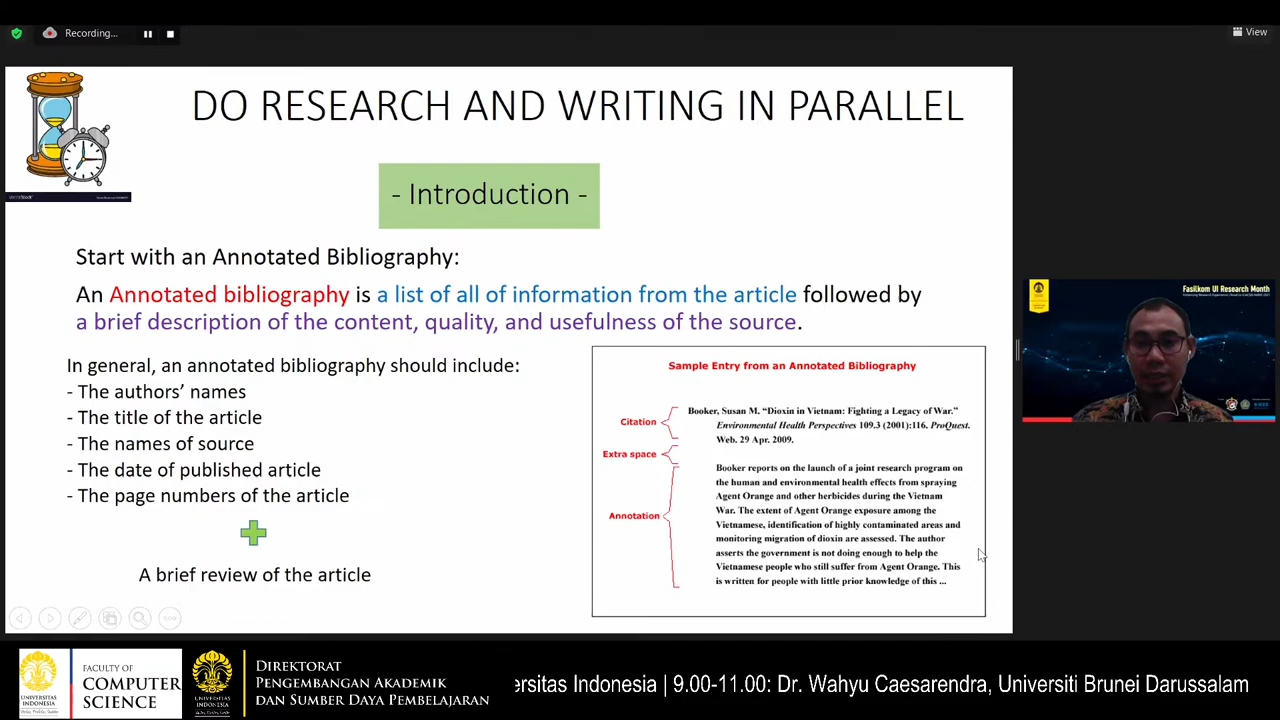 Recording...
View
DO RESEARCH AND WRITING IN PARALLEL
- Introduction -
Start with an Annotated Bibliography:
An Annotated bibliography is a list of all of information from the article followed by
a brief description of the content, quality, and usefulness of the source.
In general, an annotated bibliography should include:
- The authors’ names
- The title of the article
- The names of source
- The date of published article
- The page numbers of the article
A brief review of the article
Sample Entry from an Annotated Bibliography
Citation
Booker, Susan M. “Dioxin in Vietnam: Fighting a Legacy of War.”
Environmental Health Perspectives 109.3 (2001):116. ProQuest.
Web. 29 Apr. 2009.
Extra space
Annotation
Booker reports on the launch of a joint research program on
the human and environmental health effects from spraying
Agent Orange and other herbicides during the Vietnam
War. The extent of Agent Orange exposure among the
Vietnamese, identification of highly contaminated areas and
monitoring migration of dioxin are assessed. The author
asserts the government is not doing enough to help the
Vietnamese people who still suffer from Agent Orange. This
is written for people with little prior knowledge of this ...
Fasilkom UI Research Month
UNIVERSITAS
INDONESIA
FACULTY OF
COMPUTER
SCIENCE
UNIVERSITAS
INDONESIA
DIREKTORAT
PENGEMBANGAN AKADEMIK
DAN SUMBER DAYA PEMBELAJARAN
ersitas Indonesia | 9.00-11.00: Dr. Wahyu Caesarendra, Universiti Brunei Darussalam